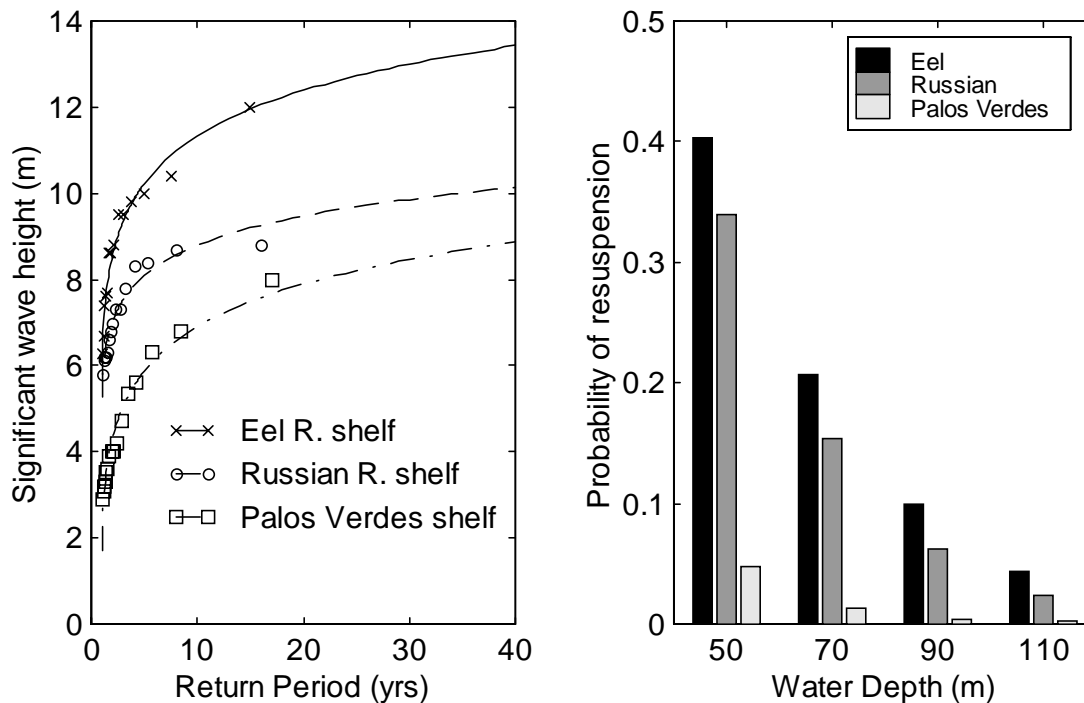 14
12
10
8
6
4
2
0
Significant wave height (m)
Eel R. shelf
Russian R. shelf
Palos Verdes shelf
0 10 20 30 40
Return Period (yrs)
0.5
0.4
0.3
0.2
0.1
0
Probability of resuspension
Eel
Russian
Palos Verdes
50 70 90 110
Water Depth (m)